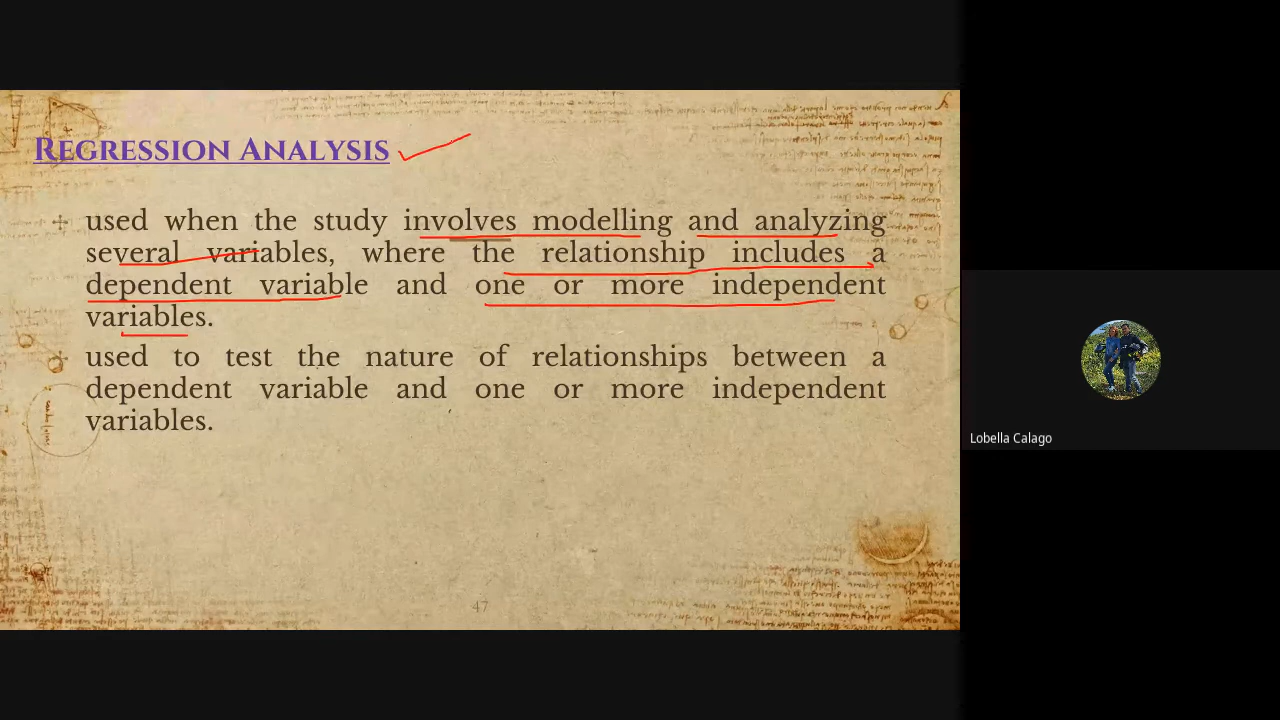 REGRESSION ANALYSIS
used when the study involves modelling and analyzing
several variables, where the relationship includes a
dependent variable and one or more independent
variables.
used to test the nature of relationships between a
dependent variable and one or more independent
variables.
47
Lobella Calago